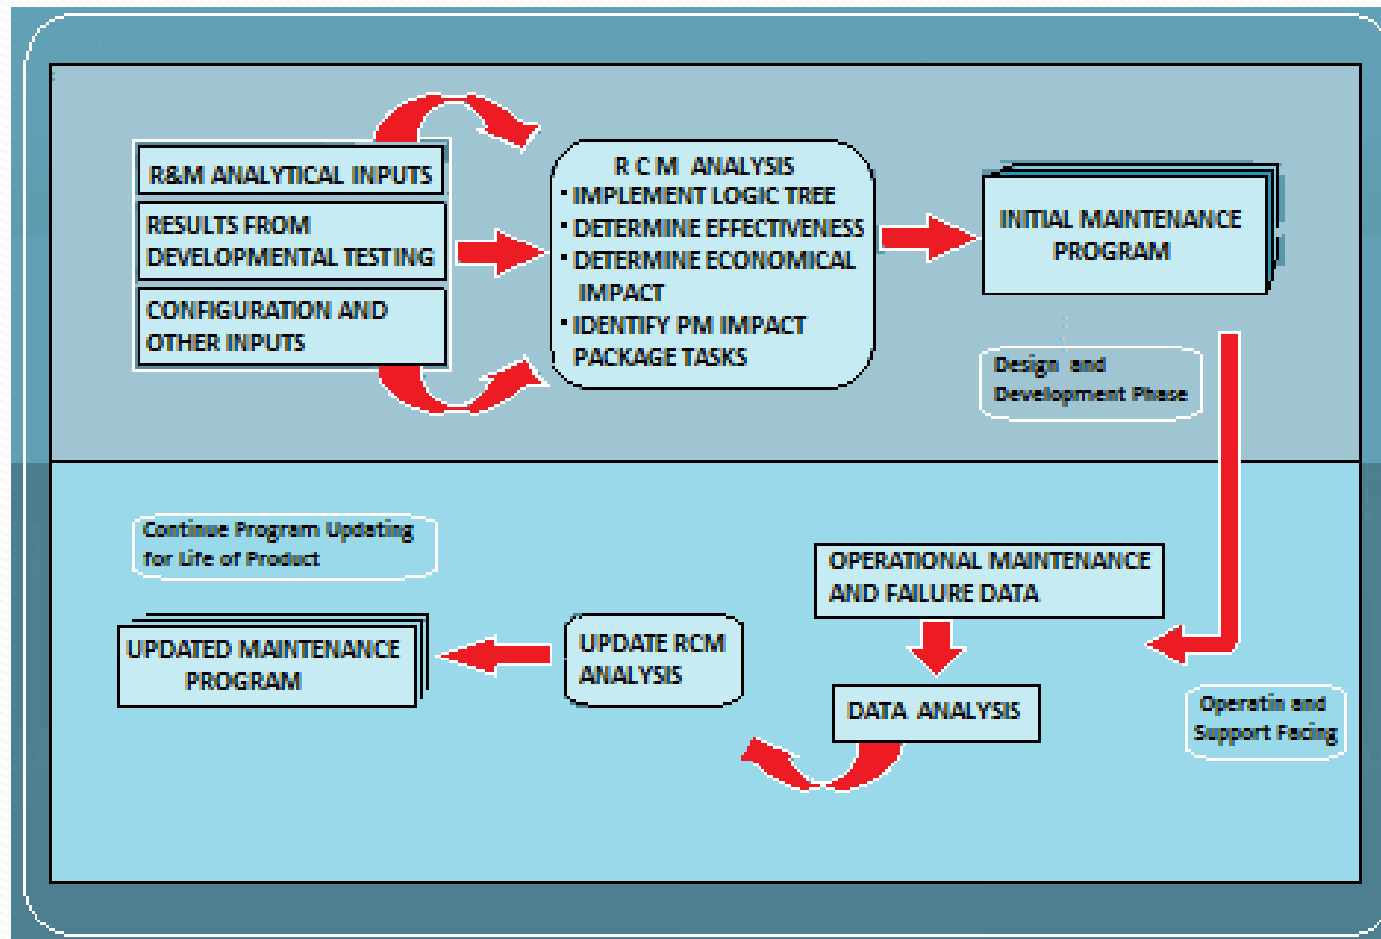 R&M ANALYTICAL INPUTS
RESULTS FROM
DEVELOPMENTAL TESTING
CONFIGURATION AND
OTHER INPUTS
R C M ANALYSIS
▪ IMPLEMENT LOGIC TREE
▪ DETERMINE EFFECTIVENESS
▪ DETERMINE ECONOMICAL
IMPACT
▪ IDENTIFY PM IMPACT
PACKAGE TASKS
INITIAL MAINTENANCE
PROGRAM
Design and
Development Phase
Continue Program Updating
for Life of Product
UPDATED MAINTENANCE
PROGRAM
UPDATE RCM
ANALYSIS
OPERATIONAL MAINTENANCE
AND FAILURE DATA
DATA ANALYSIS
Operatin and
Support Facing